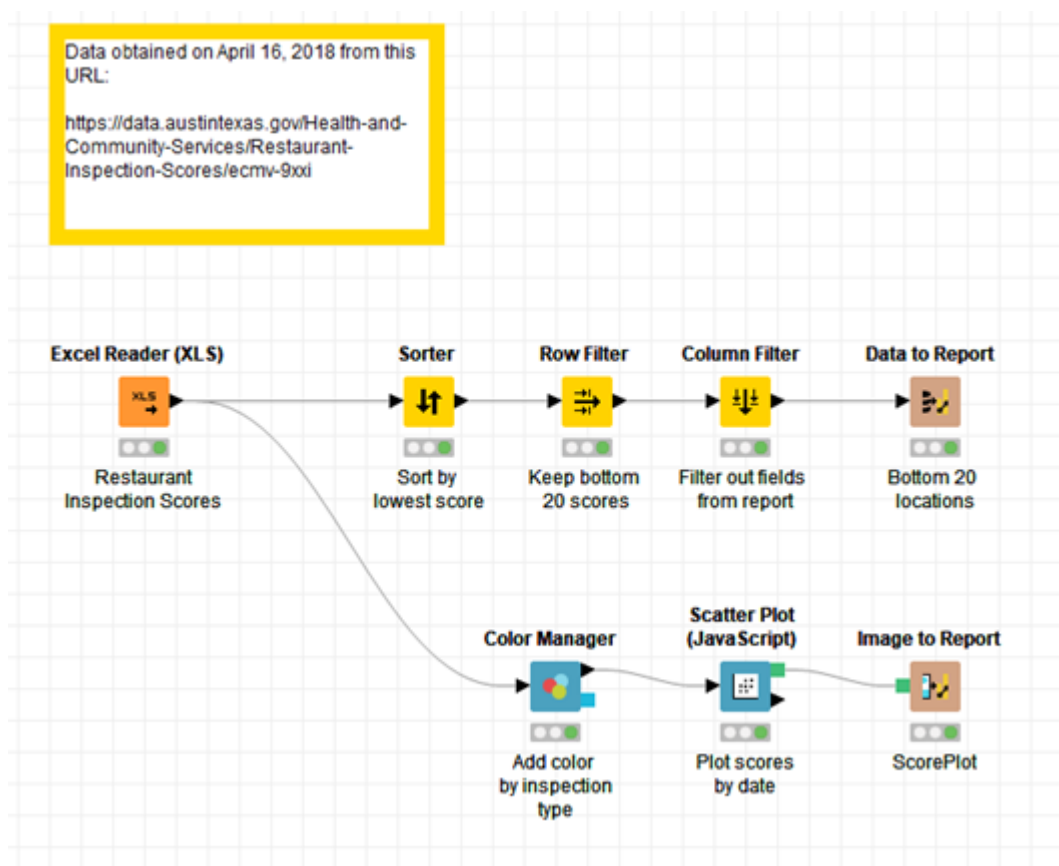 Data obtained on April 16, 2018 from this
URL:
https://data.austintexas.gov/Health-and-
Community-Services/Restaurant-
Inspection-Scores/ecmv-9xxi
Excel Reader (XLS)
Sorter
Row Filter
Column Filter
Data to Report
XLS
Restaurant
Inspection Scores
Sort by
lowest score
Keep bottom
20 scores
Filter out fields
from report
Bottom 20
locations
Color Manager
Scatter Plot
(JavaScript)
Image to Report
Add color
by inspection
type
Plot scores
by date
ScorePlot